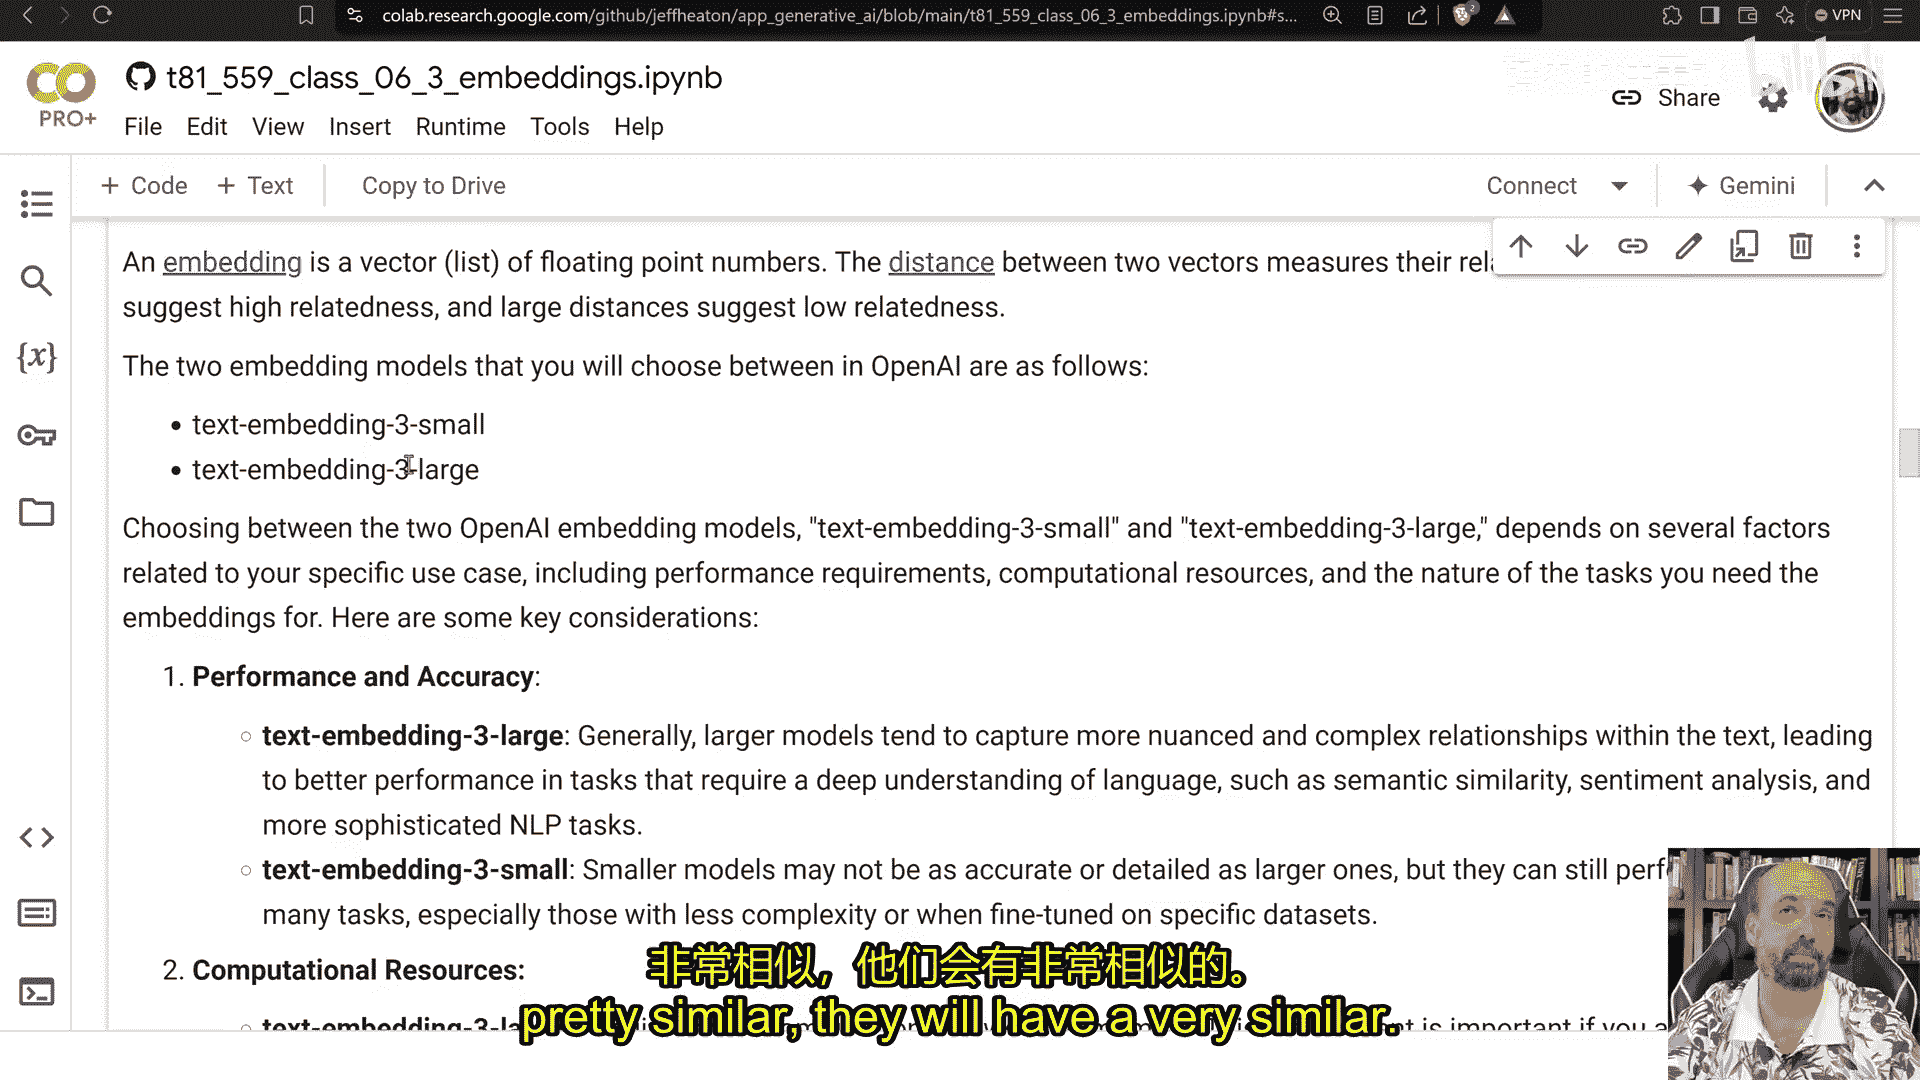 colab.research.google.com/github/jeffheaton/app_generative_ai/blob/main/t81_559_class_06_3_embeddings.ipynb#s...
2
VPN
PRO+
t81_559_class_06_3_embeddings.ipynb
Share
File Edit View Insert Runtime Tools Help
+ Code + Text Copy to Drive Connect Gemini
An embedding is a vector (list) of floating point numbers. The distance between two vectors measures their
suggest high relatedness, and large distances suggest low relatedness.
The two embedding models that you will choose between in OpenAI are as follows:
• text-embedding-3-small
• text-embedding-3-large
Choosing between the two OpenAI embedding models, "text-embedding-3-small" and "text-embedding-3-large," depends on several factors
related to your specific use case, including performance requirements, computational resources, and the nature of the tasks you need the
embeddings for. Here are some key considerations:
1. Performance and Accuracy:
○ text-embedding-3-large: Generally, larger models tend to capture more nuanced and complex relationships within the text, leading
to better performance in tasks that require a deep understanding of language, such as semantic similarity, sentiment analysis, and
more sophisticated NLP tasks.
○ text-embedding-3-small: Smaller models may not be as accurate or detailed as larger ones, but they can still
many tasks, especially those with less complexity or when fine-tuned on specific datasets.
2. Computational Resources:
非常相似，他们会有非常相似的。
pretty similar, they will have a very similar.